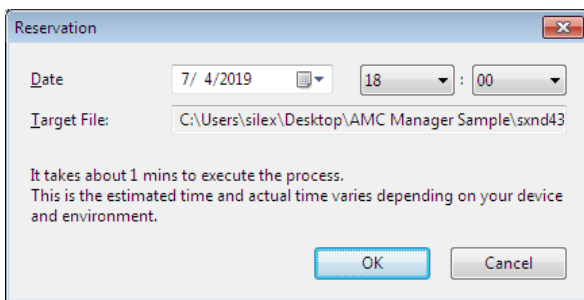 Reservation
Date 7/ 4/2019 18 : 00
Target File: C:\Users\silex\Desktop\AMC Manager Sample\sxnd43
It takes about 1 mins to execute the process.
This is the estimated time and actual time varies depending on your device
and environment.
OK Cancel